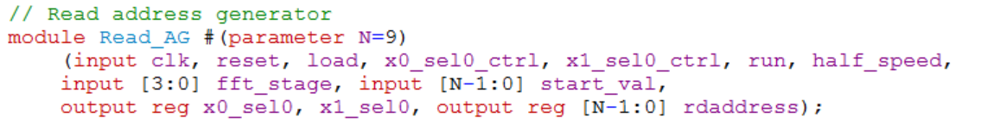 // Read address generator
module Read_AG #(parameter N=9)
(input clk, reset, load, x0_sel0_ctrl, x1_sel0_ctrl, run, half_speed,
input [3:0] fft_stage, input [N-1:0] start_val,
output reg x0_sel0, x1_sel0, output reg [N-1:0] rdaddress);